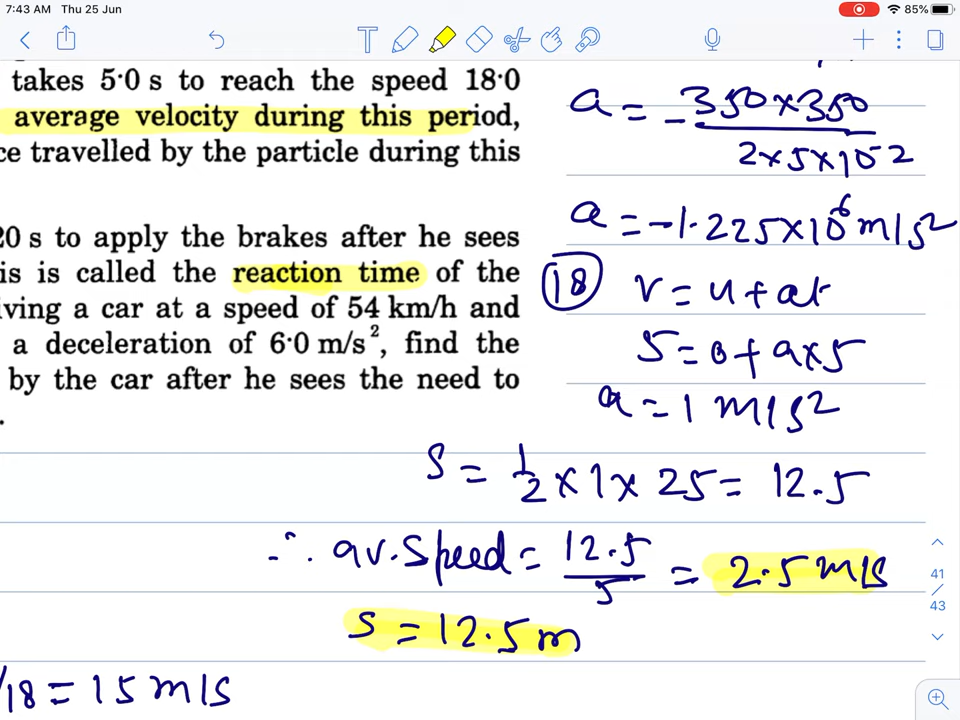 7:43 AM Thu 25 Jun
85%
takes 5·0 s to reach the speed 18·0
average velocity during this period,
ce travelled by the particle during this
20 s to apply the brakes after he sees
is is called the reaction time of the
iving a car at a speed of 54 km/h and
a deceleration of 6·0 m/s², find the
by the car after he sees the need to
.
a = -350×350
2×5×10⁻²
a = -1.225×10⁶ m/s²
18 v = u + at
5 = 0 + a×5
a = 1 m/s²
s = 1/2 × 1 × 25 = 12.5
∴ av. speed = 12.5/5 = 2.5 m/s
s = 12.5 m
/18 = 15 m/s
41
/
43